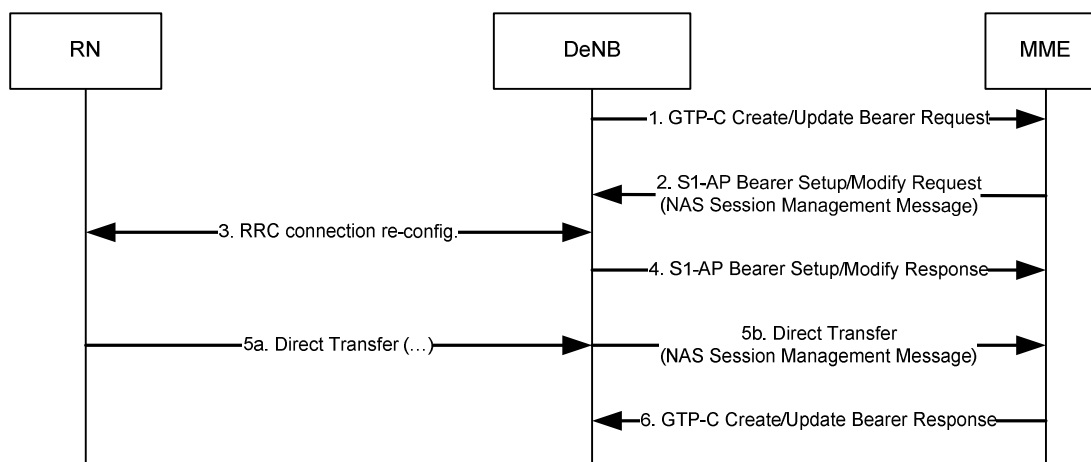 RN
DeNB
MME
1. GTP-C Create/Update Bearer Request
2. S1-AP Bearer Setup/Modify Request
(NAS Session Management Message)
3. RRC connection re-config.
4. S1-AP Bearer Setup/Modify Response
5a. Direct Transfer (…)
5b. Direct Transfer
(NAS Session Management Message)
6. GTP-C Create/Update Bearer Response